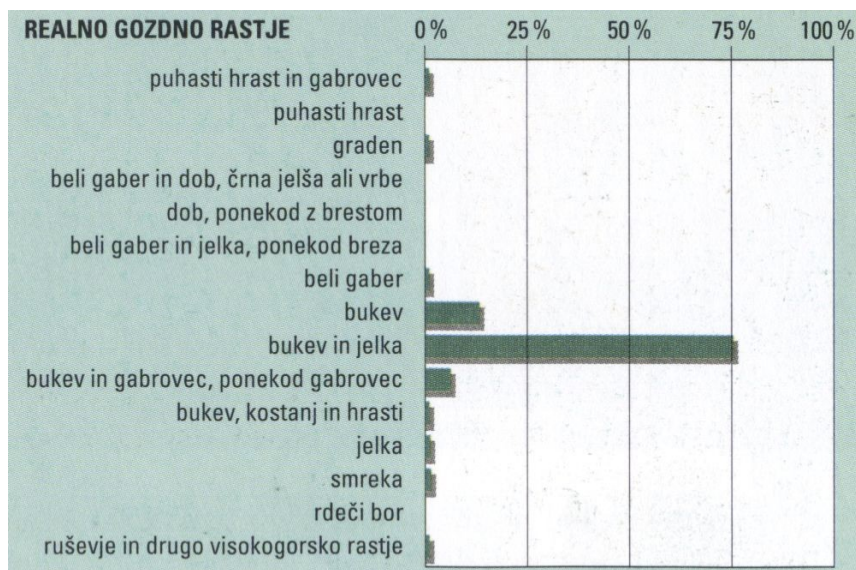 REALNO GOZDNO RASTJE 0 % 25 % 50 % 75 % 100 %
puhasti hrast in gabrovec
puhasti hrast
graden
beli gaber in dob, črna jelša ali vrbe
dob, ponekod z brestom
beli gaber in jelka, ponekod breza
beli gaber
bukev
bukev in jelka
bukev in gabrovec, ponekod gabrovec
bukev, kostanj in hrasti
jelka
smreka
rdeči bor
ruševje in drugo visokogorsko rastje